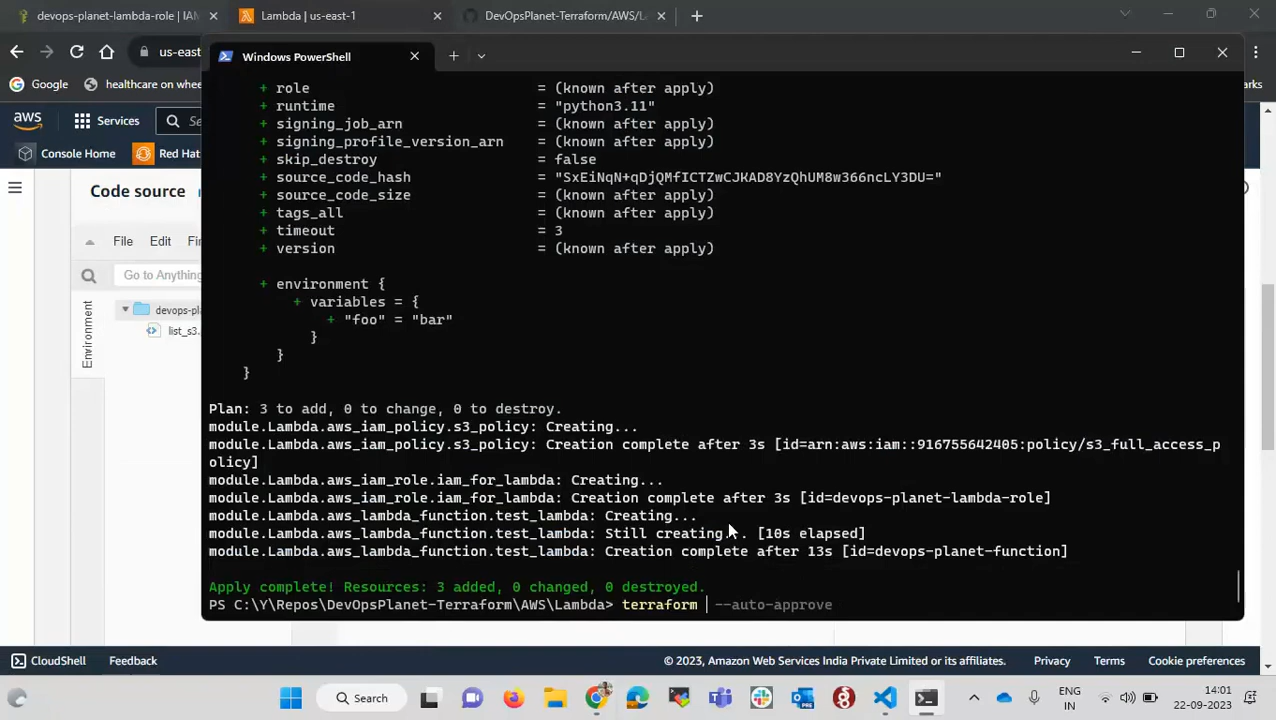 devops-planet-lambda-role | IAM
Lambda | us-east-1
DevOpsPlanet-Terraform/AWS/La
us-east
Windows PowerShell
Google
healthcare on whee
arks
aws
Services
Se
Console Home
Red Hats
Code source
File Edit
Go to Anything
Environment
devops-pla
list_s3.
+ role = (known after apply)
+ runtime = "python3.11"
+ signing_job_arn = (known after apply)
+ signing_profile_version_arn = (known after apply)
+ skip_destroy = false
+ source_code_hash = "SxEiNqN+qDjQMfICTZwCJKAD8YzQhUM8w366ncLY3DU="
+ source_code_size = (known after apply)
+ tags_all = (known after apply)
+ timeout = 3
+ version = (known after apply)
+ environment {
+ variables = {
+ "foo" = "bar"
}
}
}
Plan: 3 to add, 0 to change, 0 to destroy.
module.Lambda.aws_iam_policy.s3_policy: Creating...
module.Lambda.aws_iam_policy.s3_policy: Creation complete after 3s [id=arn:aws:iam::916755642405:policy/s3_full_access_p
olicy]
module.Lambda.aws_iam_role.iam_for_lambda: Creating...
module.Lambda.aws_iam_role.iam_for_lambda: Creation complete after 3s [id=devops-planet-lambda-role]
module.Lambda.aws_lambda_function.test_lambda: Creating...
module.Lambda.aws_lambda_function.test_lambda: Still creating... [10s elapsed]
module.Lambda.aws_lambda_function.test_lambda: Creation complete after 13s [id=devops-planet-function]
Apply complete! Resources: 3 added, 0 changed, 0 destroyed.
PS C:\Y\Repos\DevOpsPlanet-Terraform\AWS\Lambda> terraform --auto-approve
CloudShell Feedback © 2023, Amazon Web Services India Private Limited or its affiliates. Privacy Terms Cookie preferences
Search
ENG
IN
14:01
22-09-2023